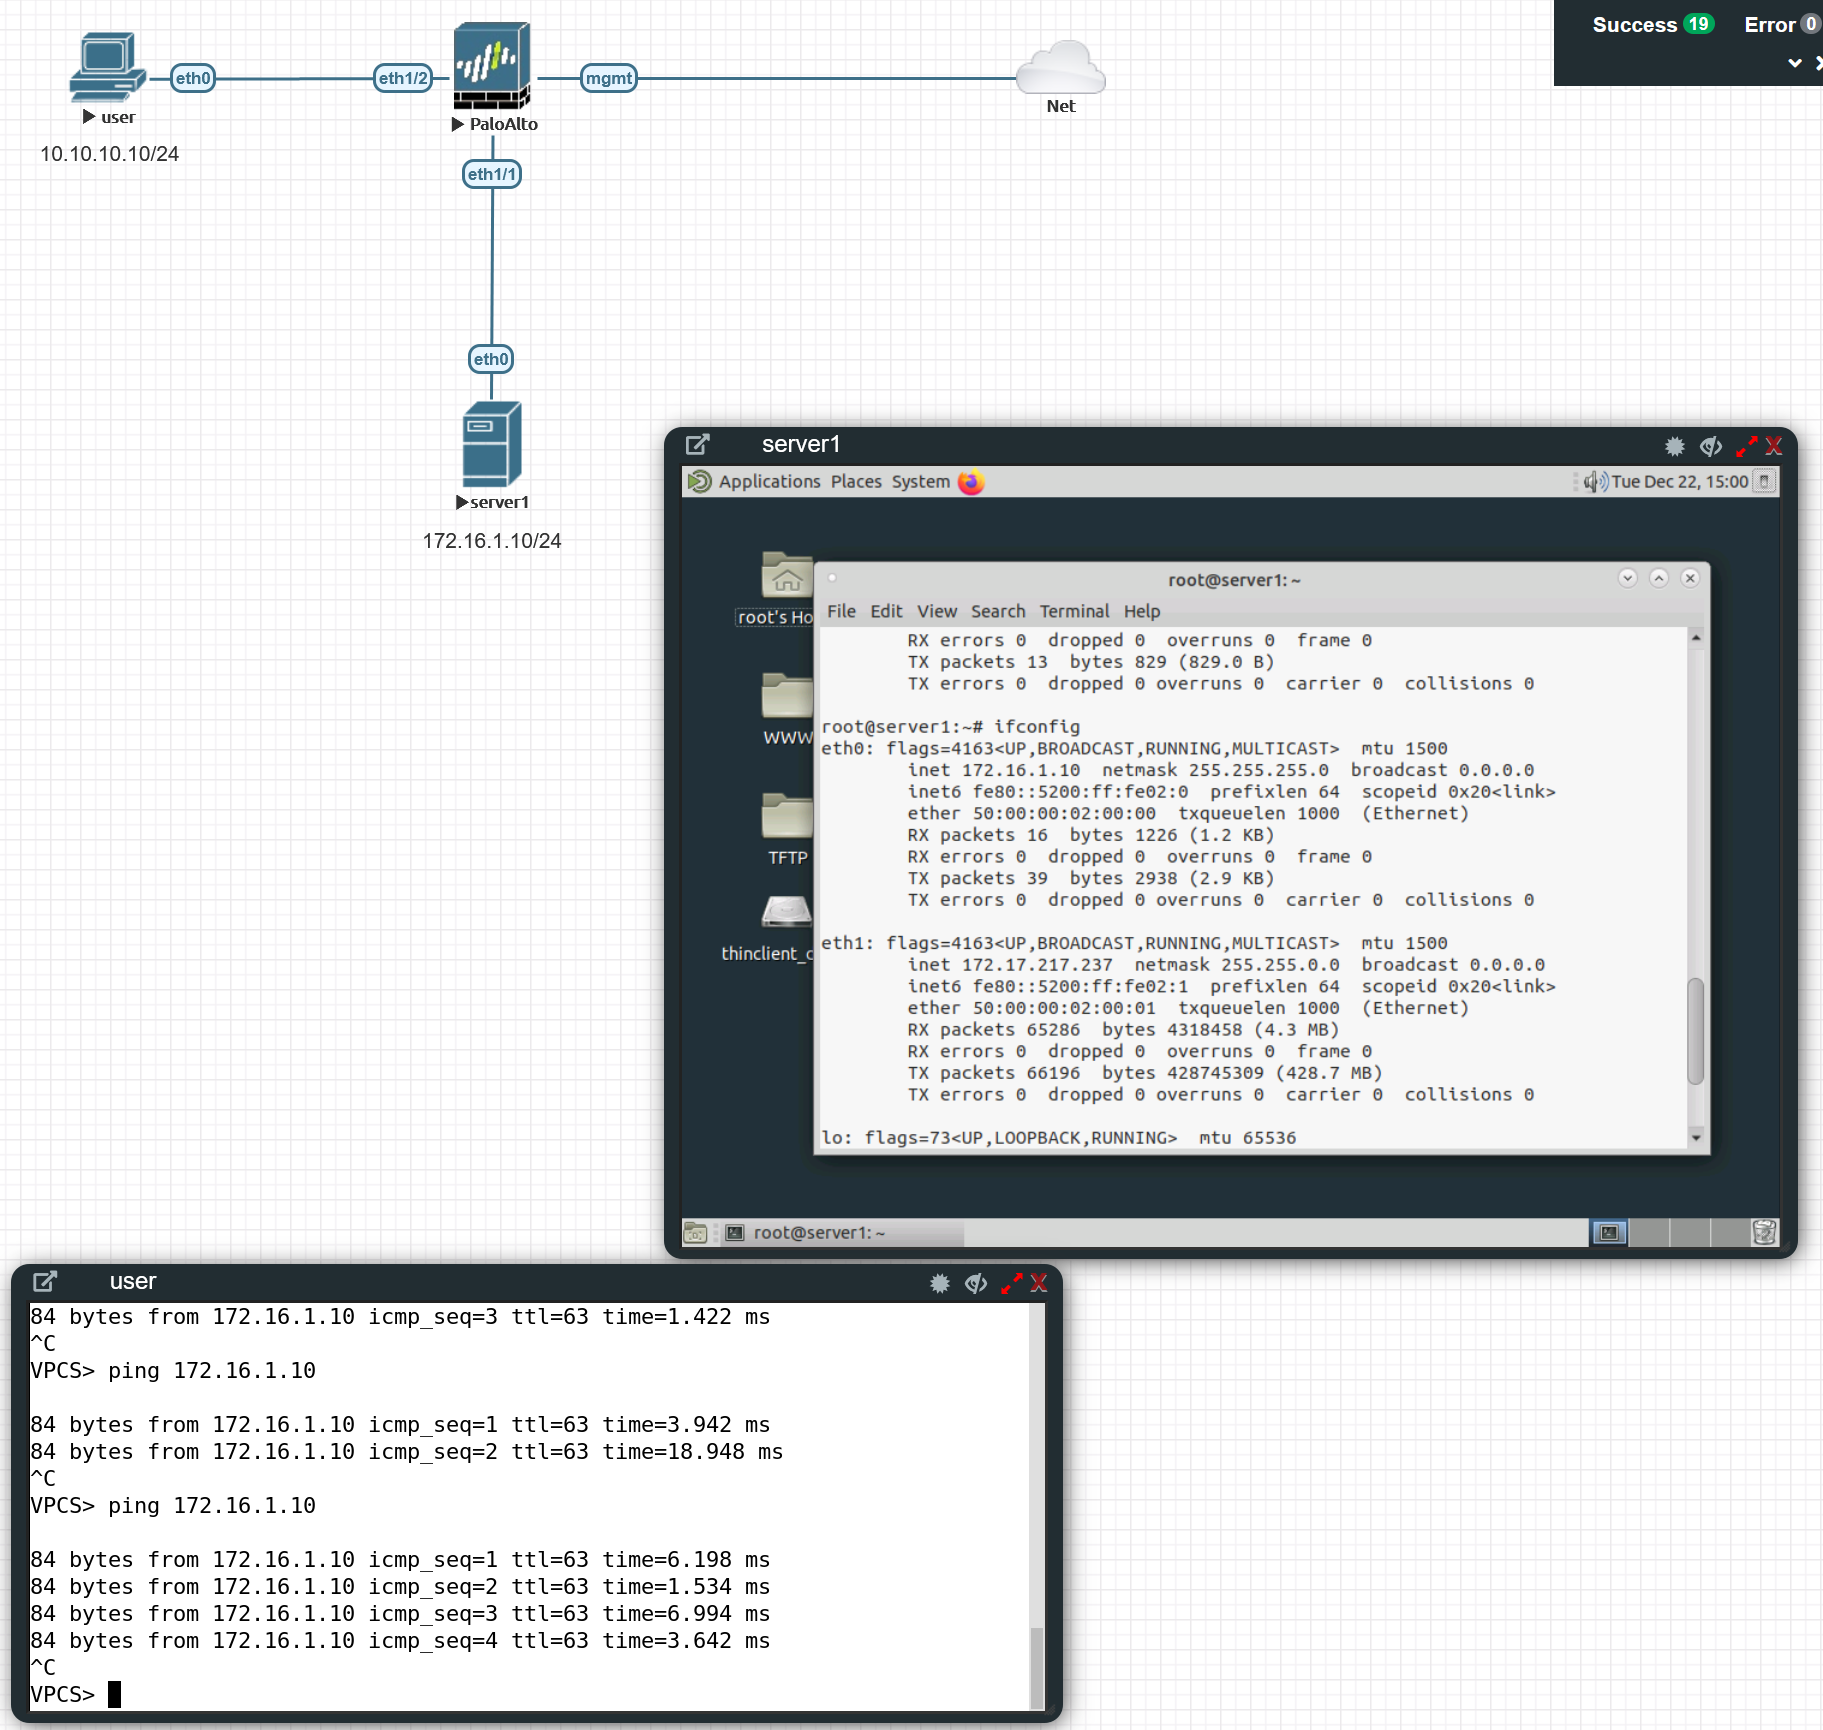 Success 19 Error 0
eth0
eth1/2
mgmt
Net
user
PaloAlto
10.10.10.10/24
eth1/1
eth0
server1
172.16.1.10/24
server1
Applications Places System Tue Dec 22, 15:00
root's Ho
WWW
TFTP
thinclient_
root@server1: ~
File Edit View Search Terminal Help
RX errors 0 dropped 0 overruns 0 frame 0
TX packets 13 bytes 829 (829.0 B)
TX errors 0 dropped 0 overruns 0 carrier 0 collisions 0
root@server1:~# ifconfig
eth0: flags=4163<UP,BROADCAST,RUNNING,MULTICAST> mtu 1500
inet 172.16.1.10 netmask 255.255.255.0 broadcast 0.0.0.0
inet6 fe80::5200:ff:fe02:0 prefixlen 64 scopeid 0x20<link>
ether 50:00:00:02:00:00 txqueuelen 1000 (Ethernet)
RX packets 16 bytes 1226 (1.2 KB)
RX errors 0 dropped 0 overruns 0 frame 0
TX packets 39 bytes 2938 (2.9 KB)
TX errors 0 dropped 0 overruns 0 carrier 0 collisions 0
eth1: flags=4163<UP,BROADCAST,RUNNING,MULTICAST> mtu 1500
inet 172.17.217.237 netmask 255.255.0.0 broadcast 0.0.0.0
inet6 fe80::5200:ff:fe02:1 prefixlen 64 scopeid 0x20<link>
ether 50:00:00:02:00:01 txqueuelen 1000 (Ethernet)
RX packets 65286 bytes 4318458 (4.3 MB)
RX errors 0 dropped 0 overruns 0 frame 0
TX packets 66196 bytes 428745309 (428.7 MB)
TX errors 0 dropped 0 overruns 0 carrier 0 collisions 0
lo: flags=73<UP,LOOPBACK,RUNNING> mtu 65536
root@server1: ~
user
84 bytes from 172.16.1.10 icmp_seq=3 ttl=63 time=1.422 ms
^C
VPCS> ping 172.16.1.10
84 bytes from 172.16.1.10 icmp_seq=1 ttl=63 time=3.942 ms
84 bytes from 172.16.1.10 icmp_seq=2 ttl=63 time=18.948 ms
^C
VPCS> ping 172.16.1.10
84 bytes from 172.16.1.10 icmp_seq=1 ttl=63 time=6.198 ms
84 bytes from 172.16.1.10 icmp_seq=2 ttl=63 time=1.534 ms
84 bytes from 172.16.1.10 icmp_seq=3 ttl=63 time=6.994 ms
84 bytes from 172.16.1.10 icmp_seq=4 ttl=63 time=3.642 ms
^C
VPCS>